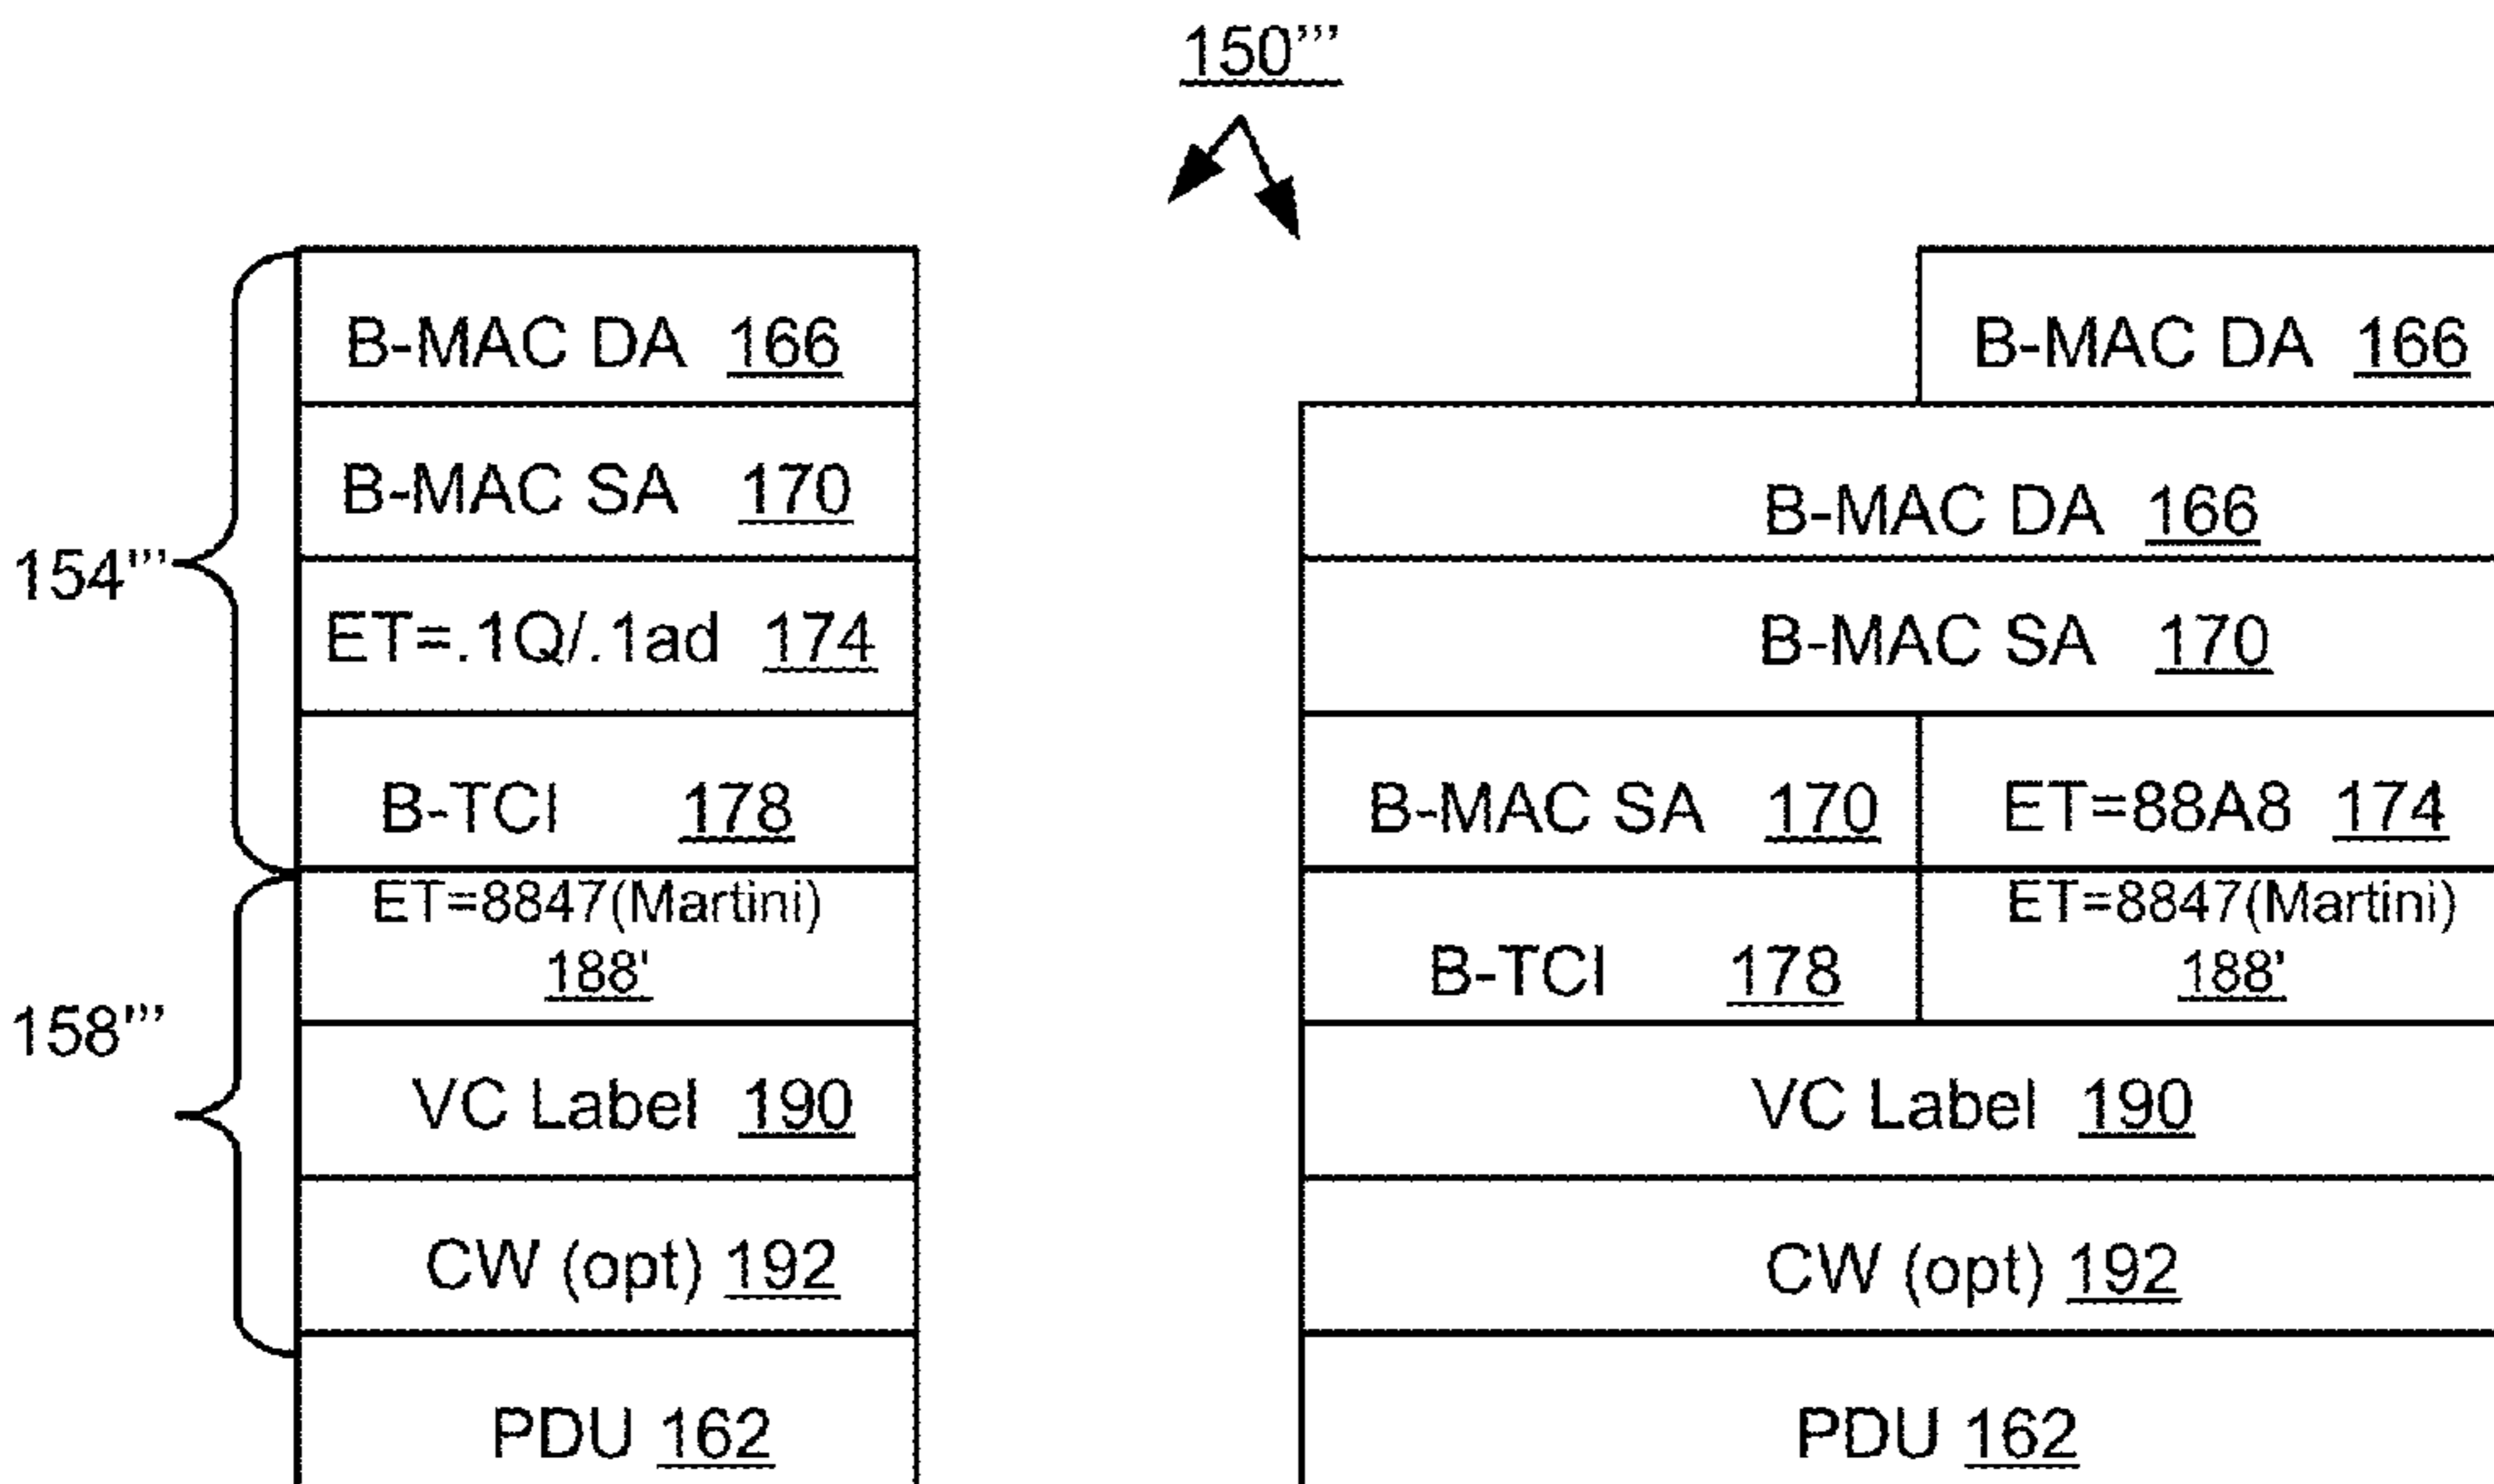 150'''
B-MAC DA 166
B-MAC SA 170
154'''
ET=.1Q/.1ad 174
B-TCI 178
ET=8847(Martini)
188'
158'''
VC Label 190
CW (opt) 192
PDU 162
B-MAC DA 166
B-MAC DA 166
B-MAC SA 170
B-MAC SA 170
ET=88A8 174
B-TCI 178
ET=8847(Martini)
188'
VC Label 190
CW (opt) 192
PDU 162